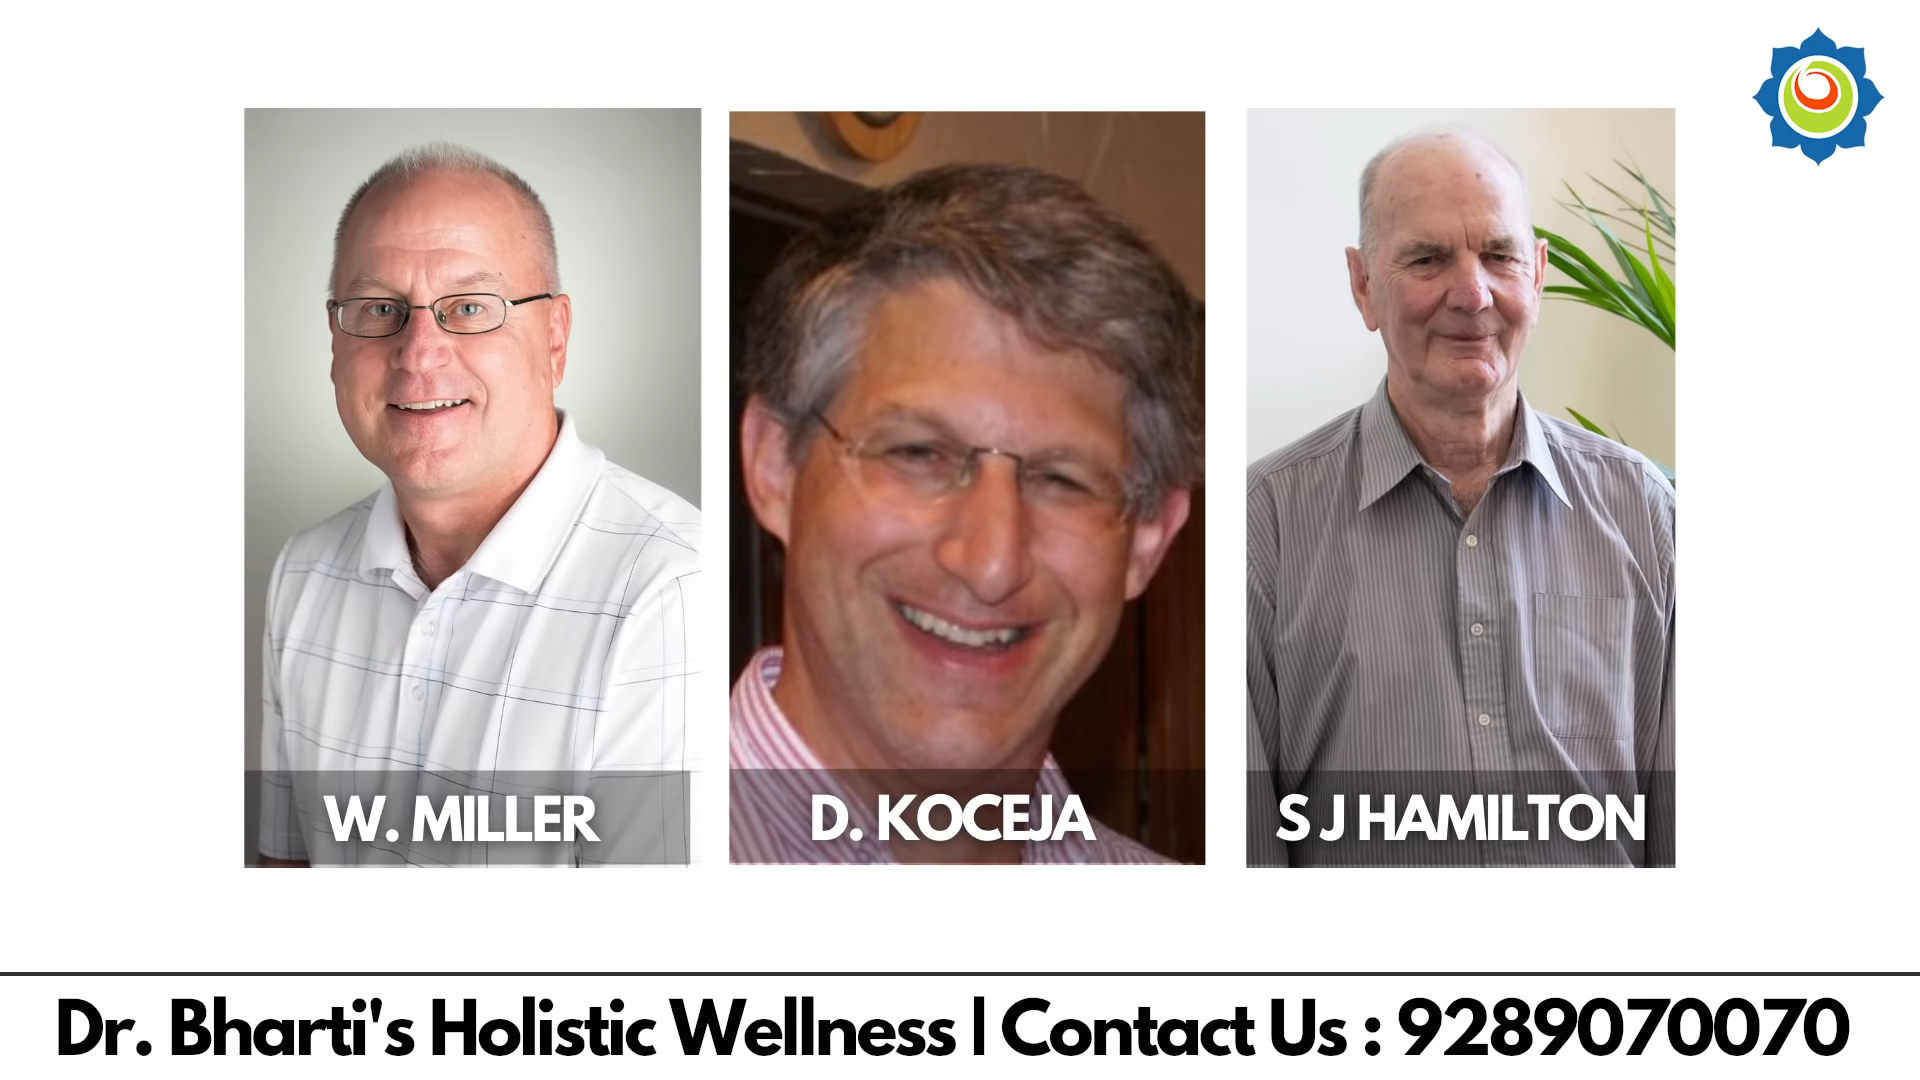 W. MILLER
D. KOCEJA
S J HAMILTON
Dr. Bharti's Holistic Wellness | Contact Us : 9289070070